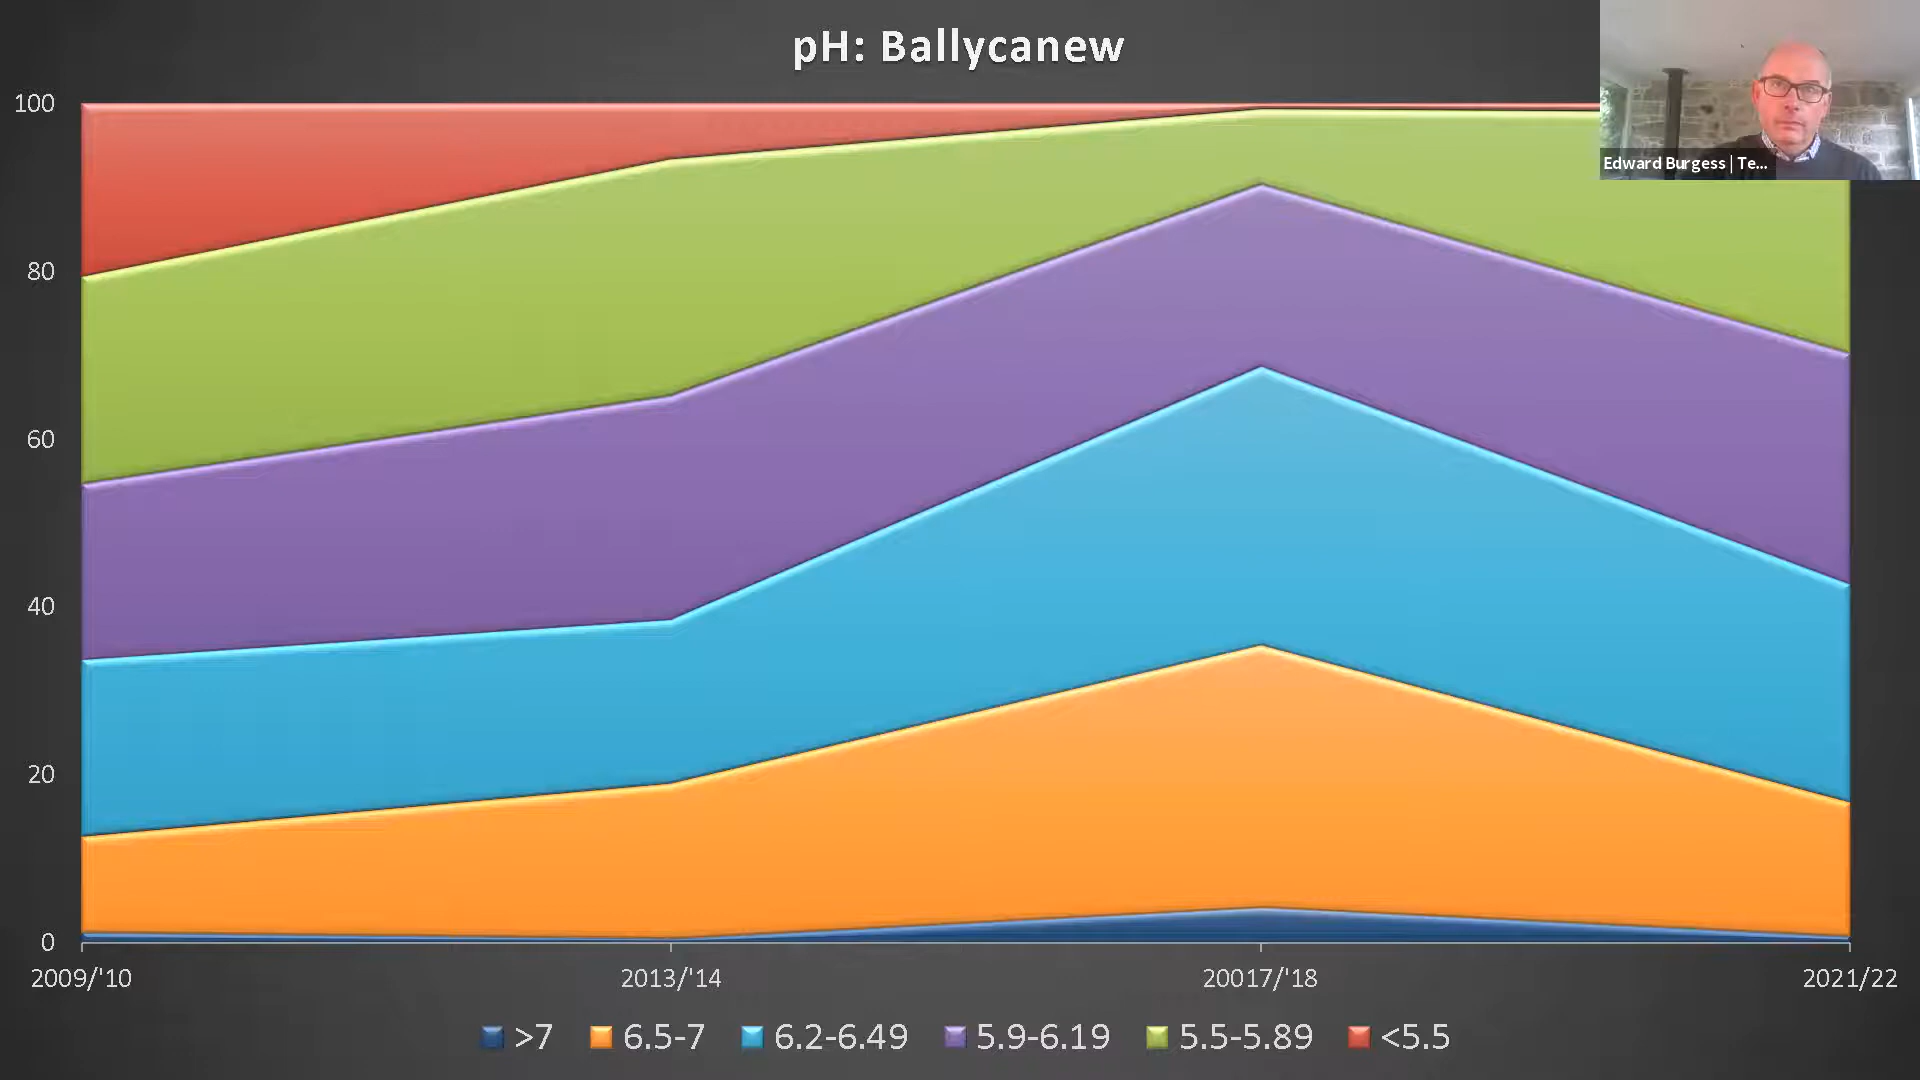 pH: Ballycanew
Edward Burgess | Te...
100
80
60
40
20
0
2009/'10 2013/'14 20017/'18 2021/22
>7 6.5-7 6.2-6.49 5.9-6.19 5.5-5.89 <5.5